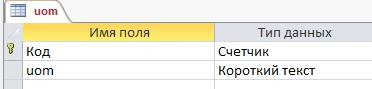 uom
Имя поля Тип данных
Код Счетчик
uom Короткий текст